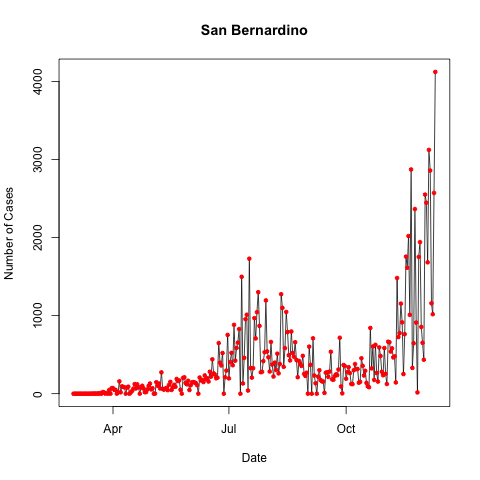 San Bernardino
Number of Cases
4000
3000
2000
1000
0
Apr
Jul
Oct
Date